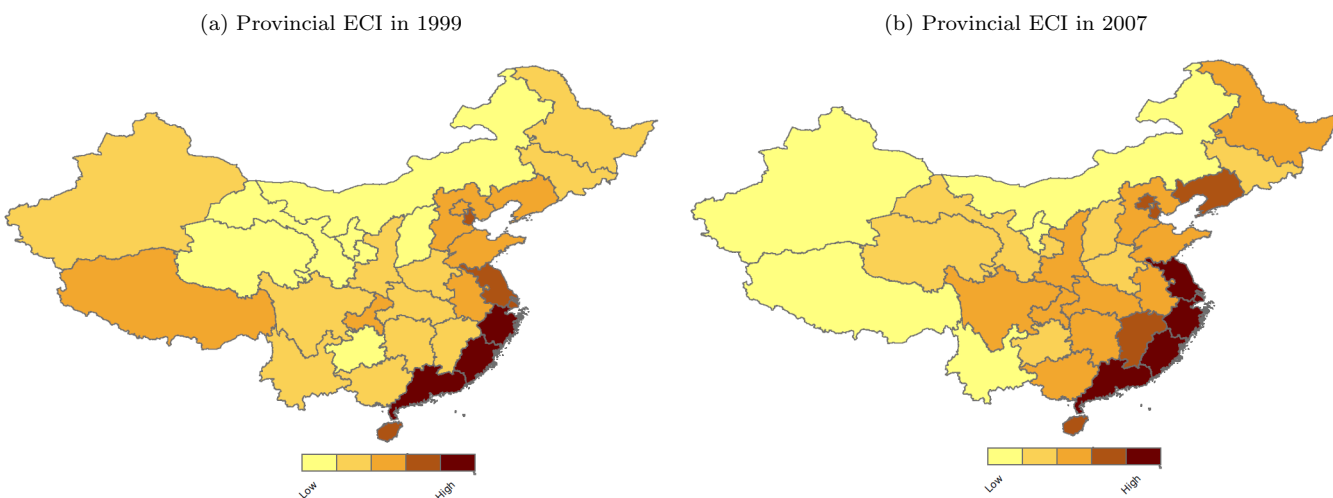 (a) Provincial ECI in 1999
(b) Provincial ECI in 2007
Low
High
Low
High